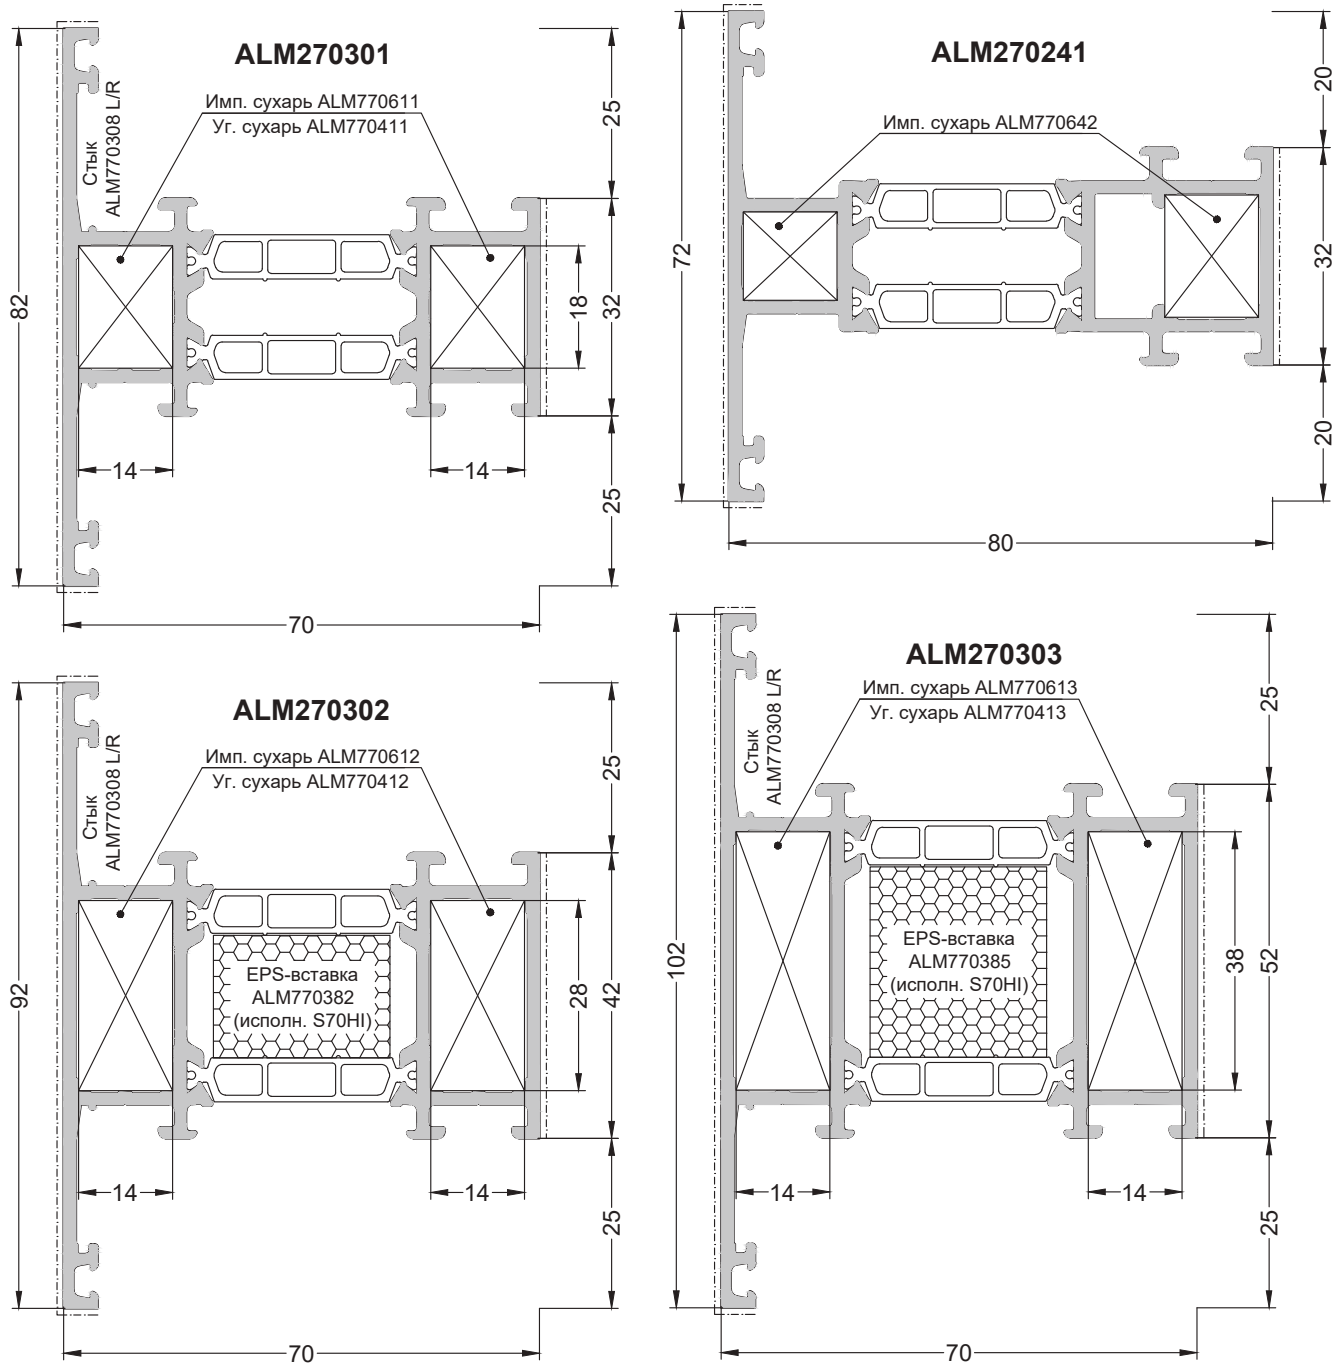 ALM270301
Имп. сухарь ALM770611
Уг. сухарь ALM770411
Стык
ALM770308 L/R
82
25
32
18
14
14
25
70
ALM270241
Имп. сухарь ALM770642
72
20
32
20
80
ALM270302
Имп. сухарь ALM770612
Уг. сухарь ALM770412
Стык
ALM770308 L/R
EPS-вставка
ALM770382
(исполн. S70HI)
92
25
42
28
14
14
25
70
ALM270303
Имп. сухарь ALM770613
Уг. сухарь ALM770413
Стык
ALM770308 L/R
EPS-вставка
ALM770385
(исполн. S70HI)
102
25
52
38
14
14
25
70